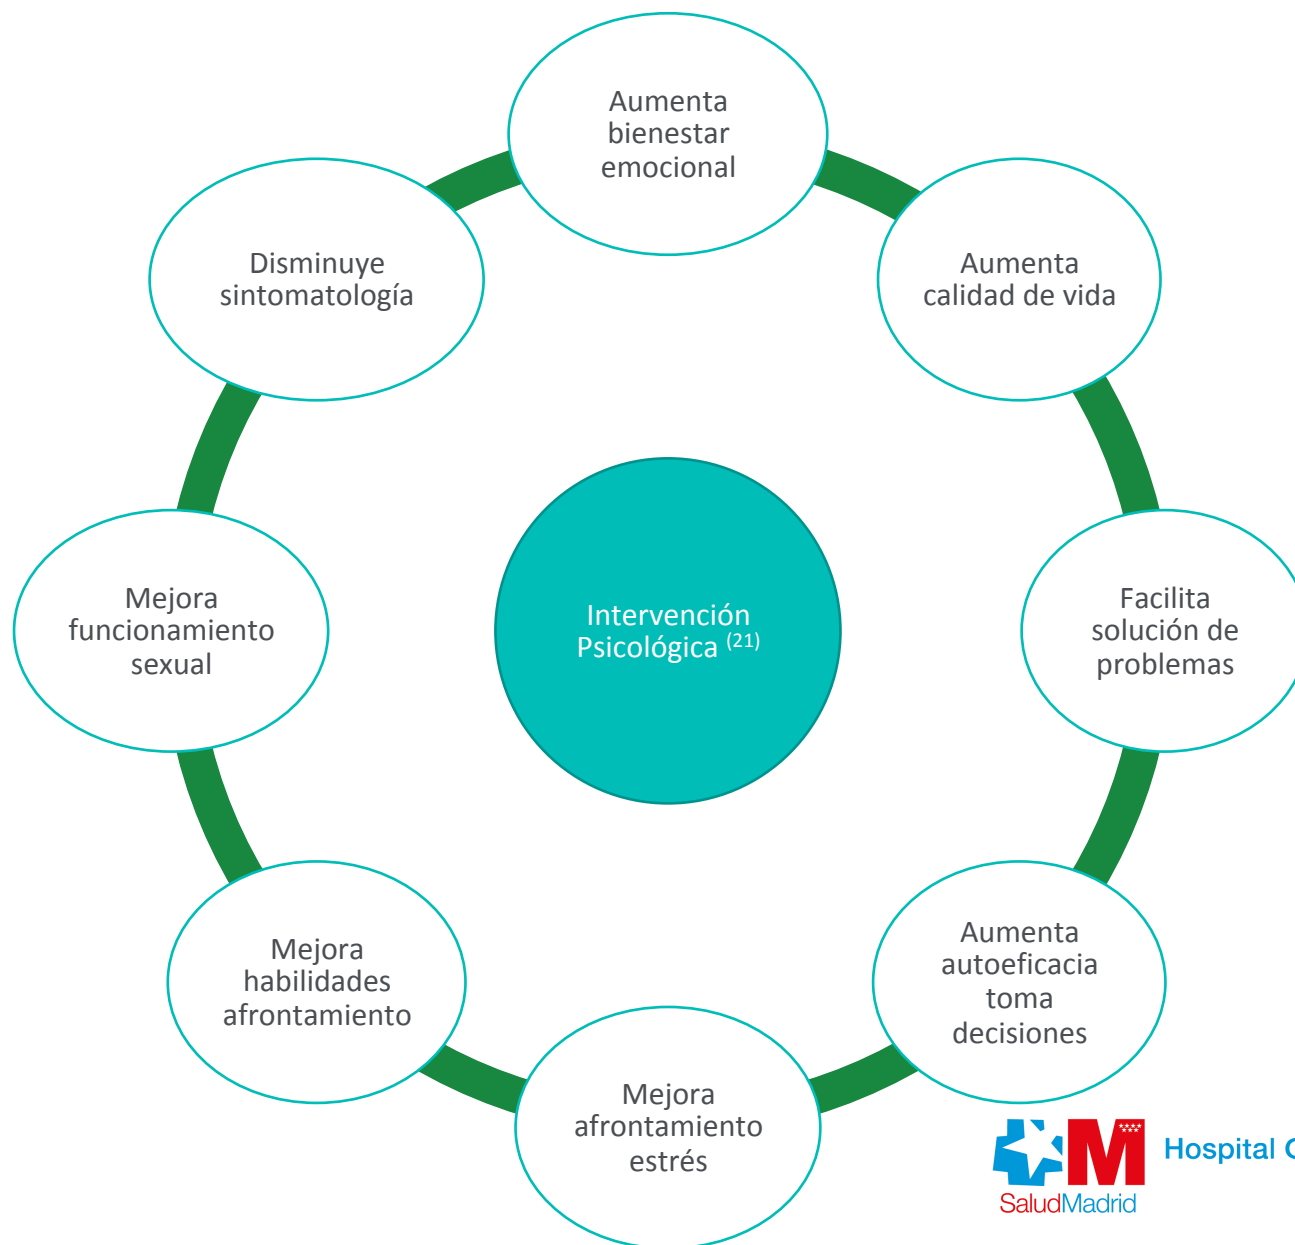 Aumenta
bienestar
emocional
Aumenta
calidad de vida
Facilita
solución de
problemas
Aumenta
autoeficacia
toma
decisiones
Mejora
afrontamiento
estrés
Mejora
habilidades
afrontamiento
Mejora
funcionamiento
sexual
Disminuye
sintomatología
Intervención
Psicológica (21)
Hospital
SaludMadrid